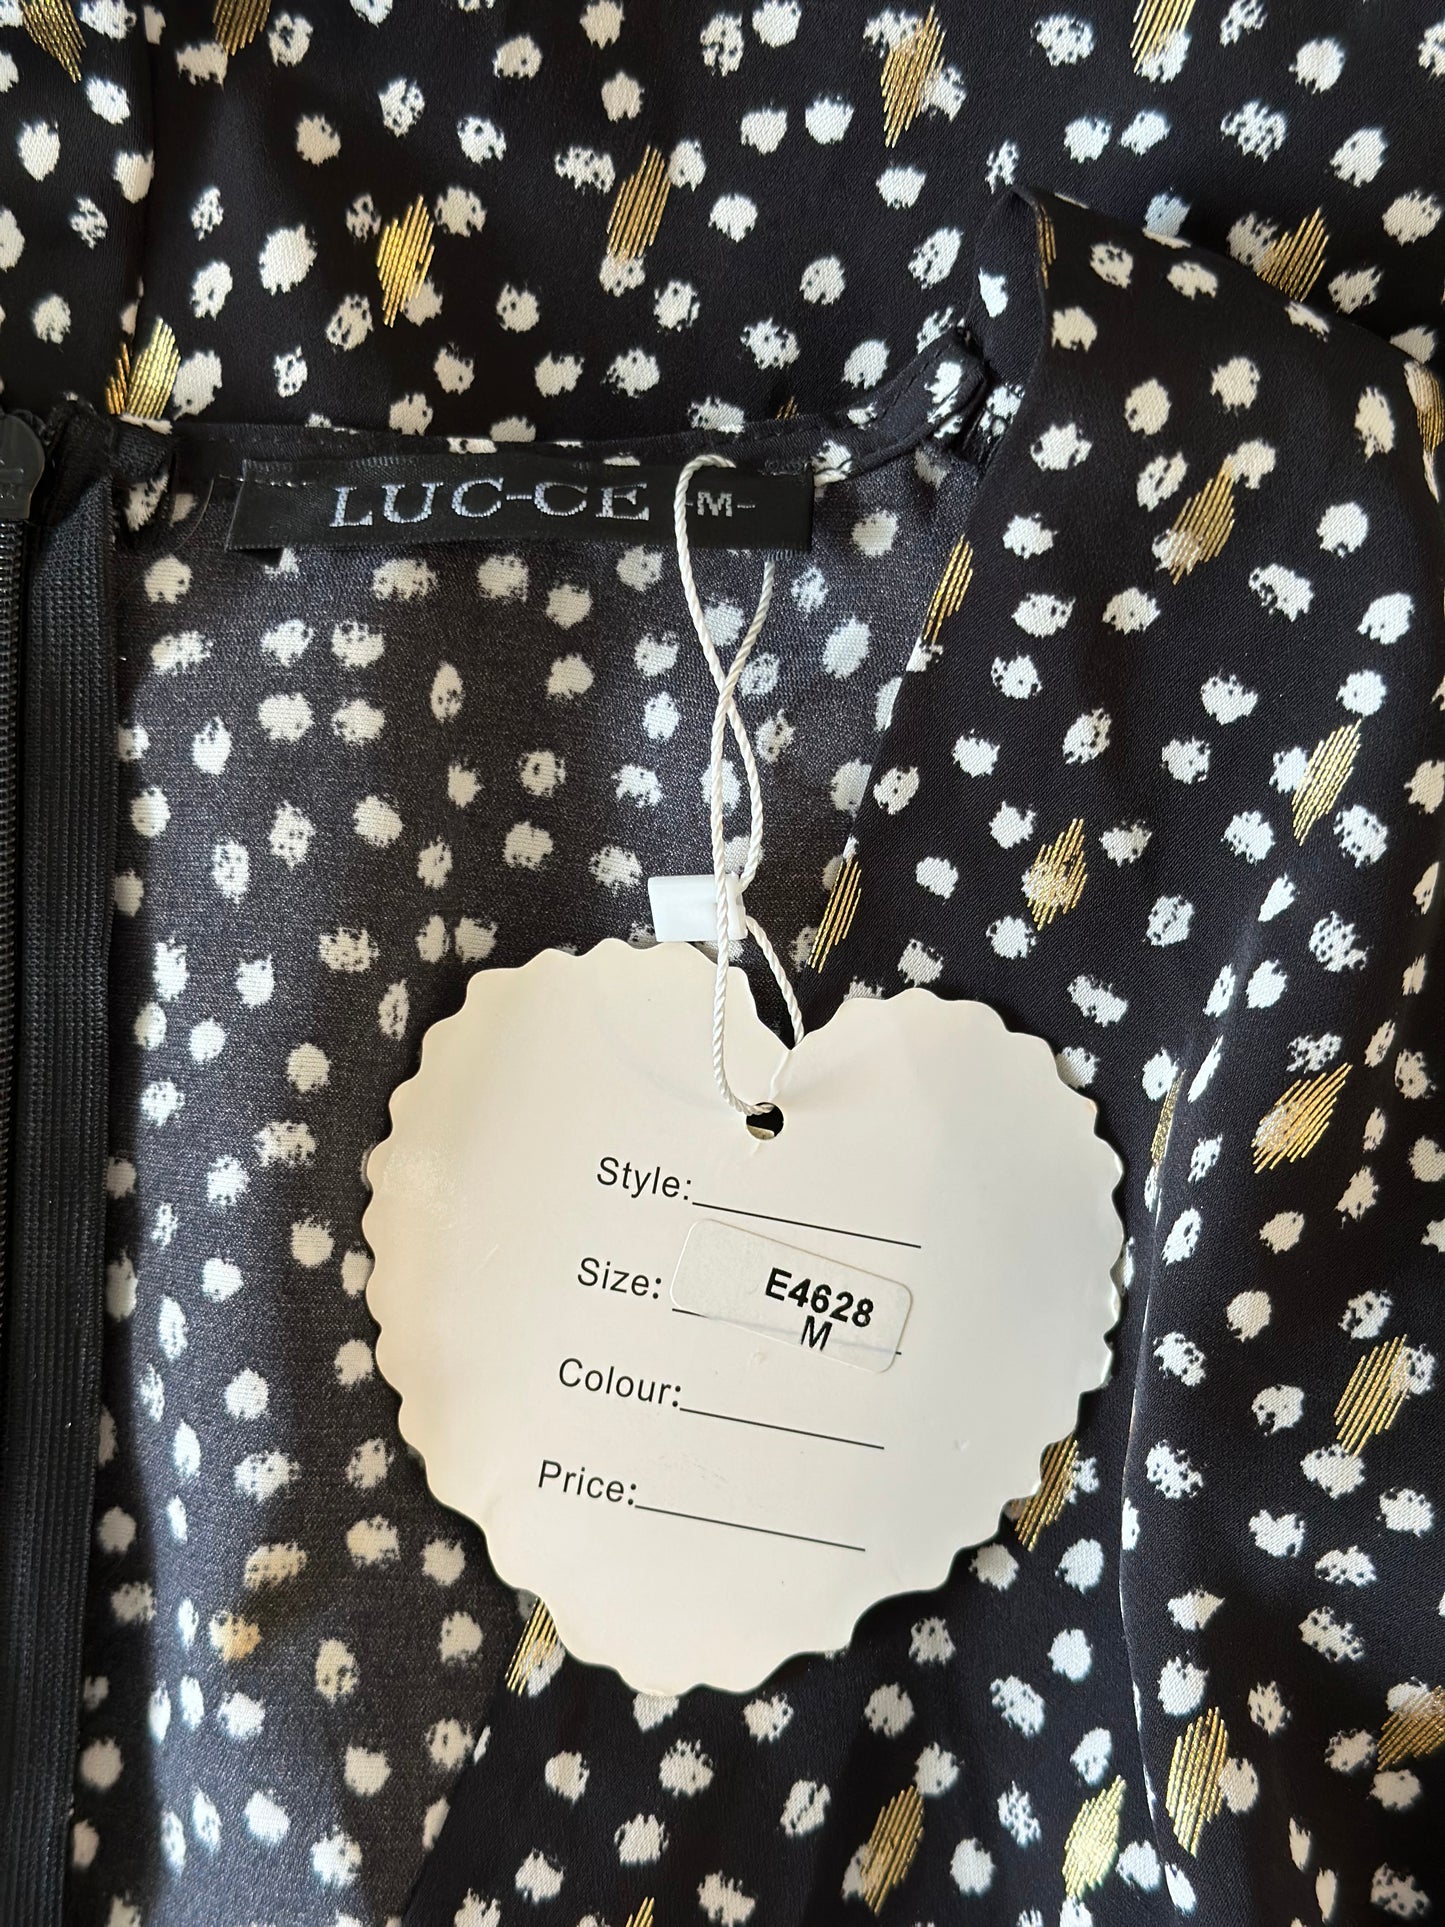 LUC-CE -M-
Style:
Size: E4628
M
Colour:
Price: